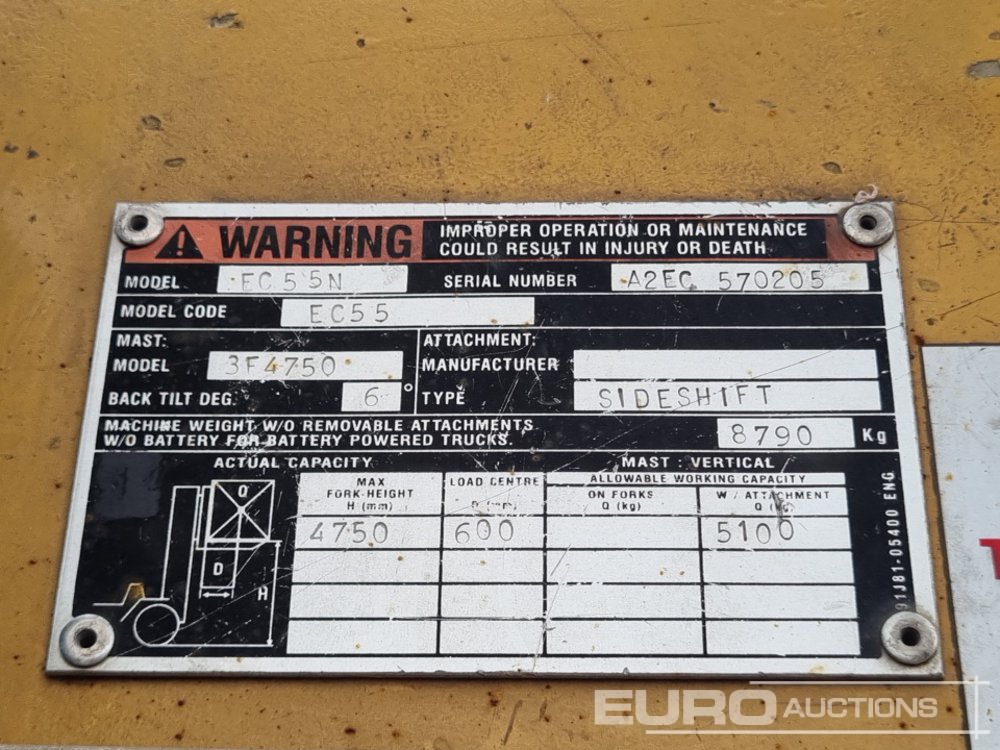 WARNING IMPROPER OPERATION OR MAINTENANCE
COULD RESULT IN INJURY OR DEATH
MODEL EC55N SERIAL NUMBER A2EC 570205
MODEL CODE EC55
MAST: ATTACHMENT:
MODEL 3F4750 MANUFACTURER
BACK TILT DEG. 6° TYPE SIDESHIFT
MACHINE WEIGHT W/O REMOVABLE ATTACHMENTS
W/O BATTERY FOR BATTERY POWERED TRUCKS. 8790 Kg
ACTUAL CAPACITY MAST : VERTICAL
ALLOWABLE WORKING CAPACITY
MAX
FORK-HEIGHT
H (mm)
LOAD CENTRE
D (mm)
ON FORKS
Q (kg)
W / ATTACHMENT
Q (kg)
4750 600 5100
Q
D
H
91J81-05400 ENG
EURO AUCTIONS